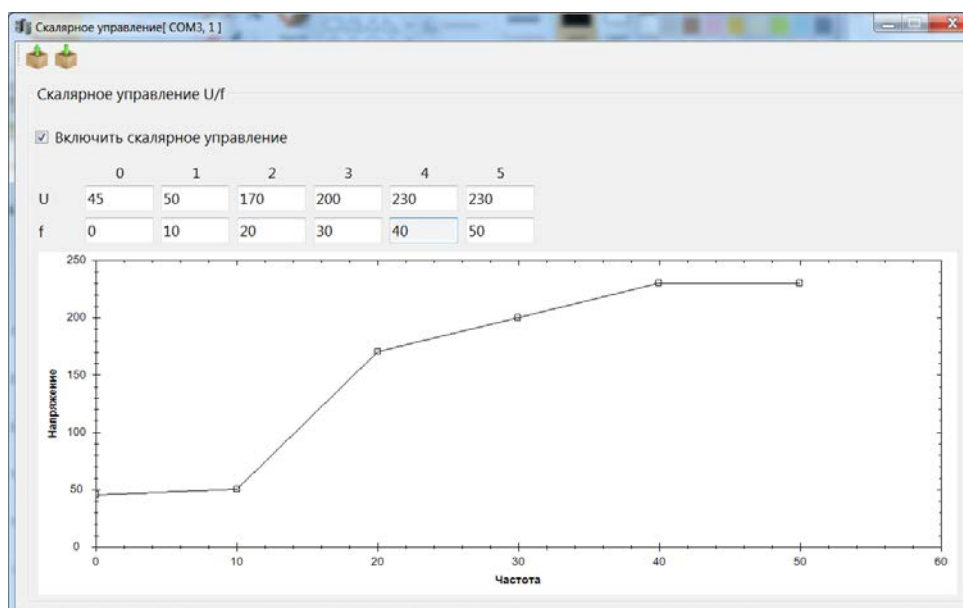 Скалярное управление[ COM3, 1 ]
Скалярное управление U/f
Включить скалярное управление
0 1 2 3 4 5
U 45 50 170 200 230 230
f 0 10 20 30 40 50
250
200
150
100
50
0
Напряжение
0 10 20 30 40 50 60
Частота